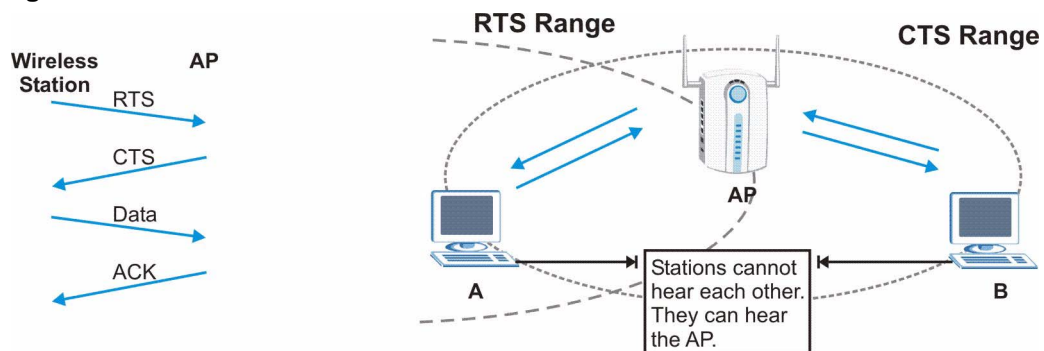 Wireless
Station
AP
RTS
CTS
Data
ACK
RTS Range
CTS Range
AP
A
B
Stations cannot
hear each other.
They can hear
the AP.